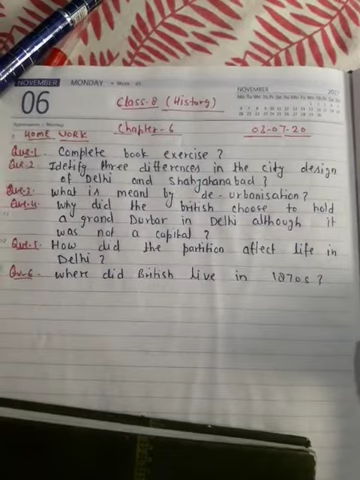 NOVEMBER
MONDAY
06
NOVEMBER
Class-8 (History)
Chapter-6
HOME WORK
03-07-20
Que-1. Complete book exercise?
Que-2. Idetify three differences in the city design
of Delhi and Shahjahanabad?
Que-3. What is meant by de-urbanisation?
Que-4. Why did the british choose to hold
a grand Durbar in Delhi although it
was not a capital?
Que-5. How did the partition affect life in
Delhi?
Qu-6. where did British live in 1870s?